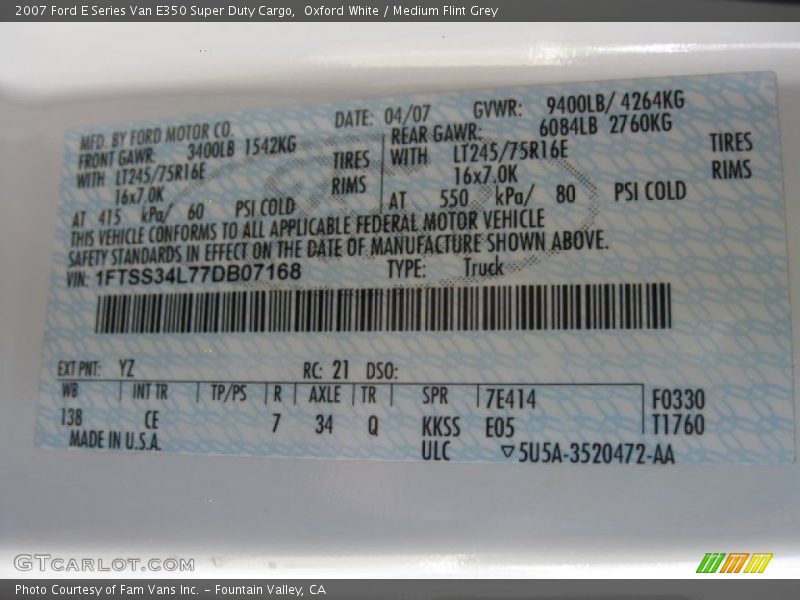 2007 Ford E Series Van E350 Super Duty Cargo, Oxford White / Medium Flint Grey
MFD. BY FORD MOTOR CO. DATE: 04/07 GVWR: 9400LB/ 4264KG
FRONT GAWR: 3400LB 1542KG REAR GAWR: 6084LB 2760KG
WITH LT245/75R16E TIRES WITH LT245/75R16E TIRES
16x7.0K RIMS 16x7.0K RIMS
AT 415 kPa/ 60 PSI COLD AT 550 kPa/ 80 PSI COLD
THIS VEHICLE CONFORMS TO ALL APPLICABLE FEDERAL MOTOR VEHICLE
SAFETY STANDARDS IN EFFECT ON THE DATE OF MANUFACTURE SHOWN ABOVE.
VIN: 1FTSS34L77DB07168 TYPE: Truck
EXT PNT: YZ RC: 21 DSO:
WB INT TR TP/PS R AXLE TR SPR 7E414 F0330
138 CE 7 34 Q KKSS E05 T1760
MADE IN U.S.A. ULC ▽5U5A-3520472-AA
GTCARLOT.COM
Photo Courtesy of Fam Vans Inc. – Fountain Valley, CA